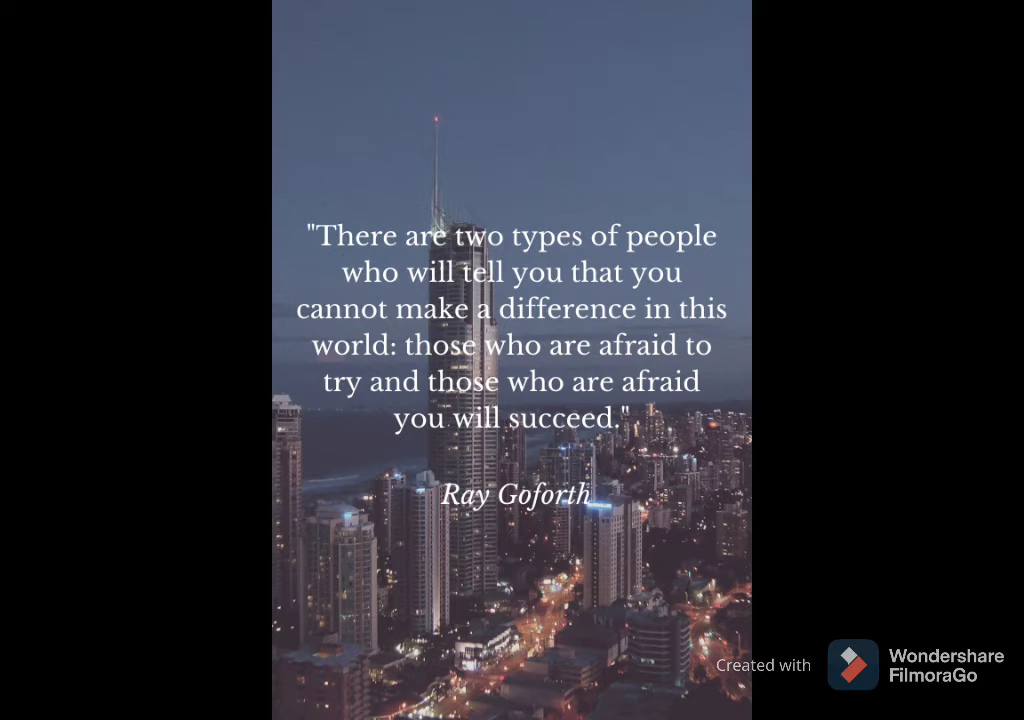 "There are two types of people
who will tell you that you
cannot make a difference in this
world: those who are afraid to
try and those who are afraid
you will succeed."
Ray Goforth
Created with
Wondershare
FilmoraGo